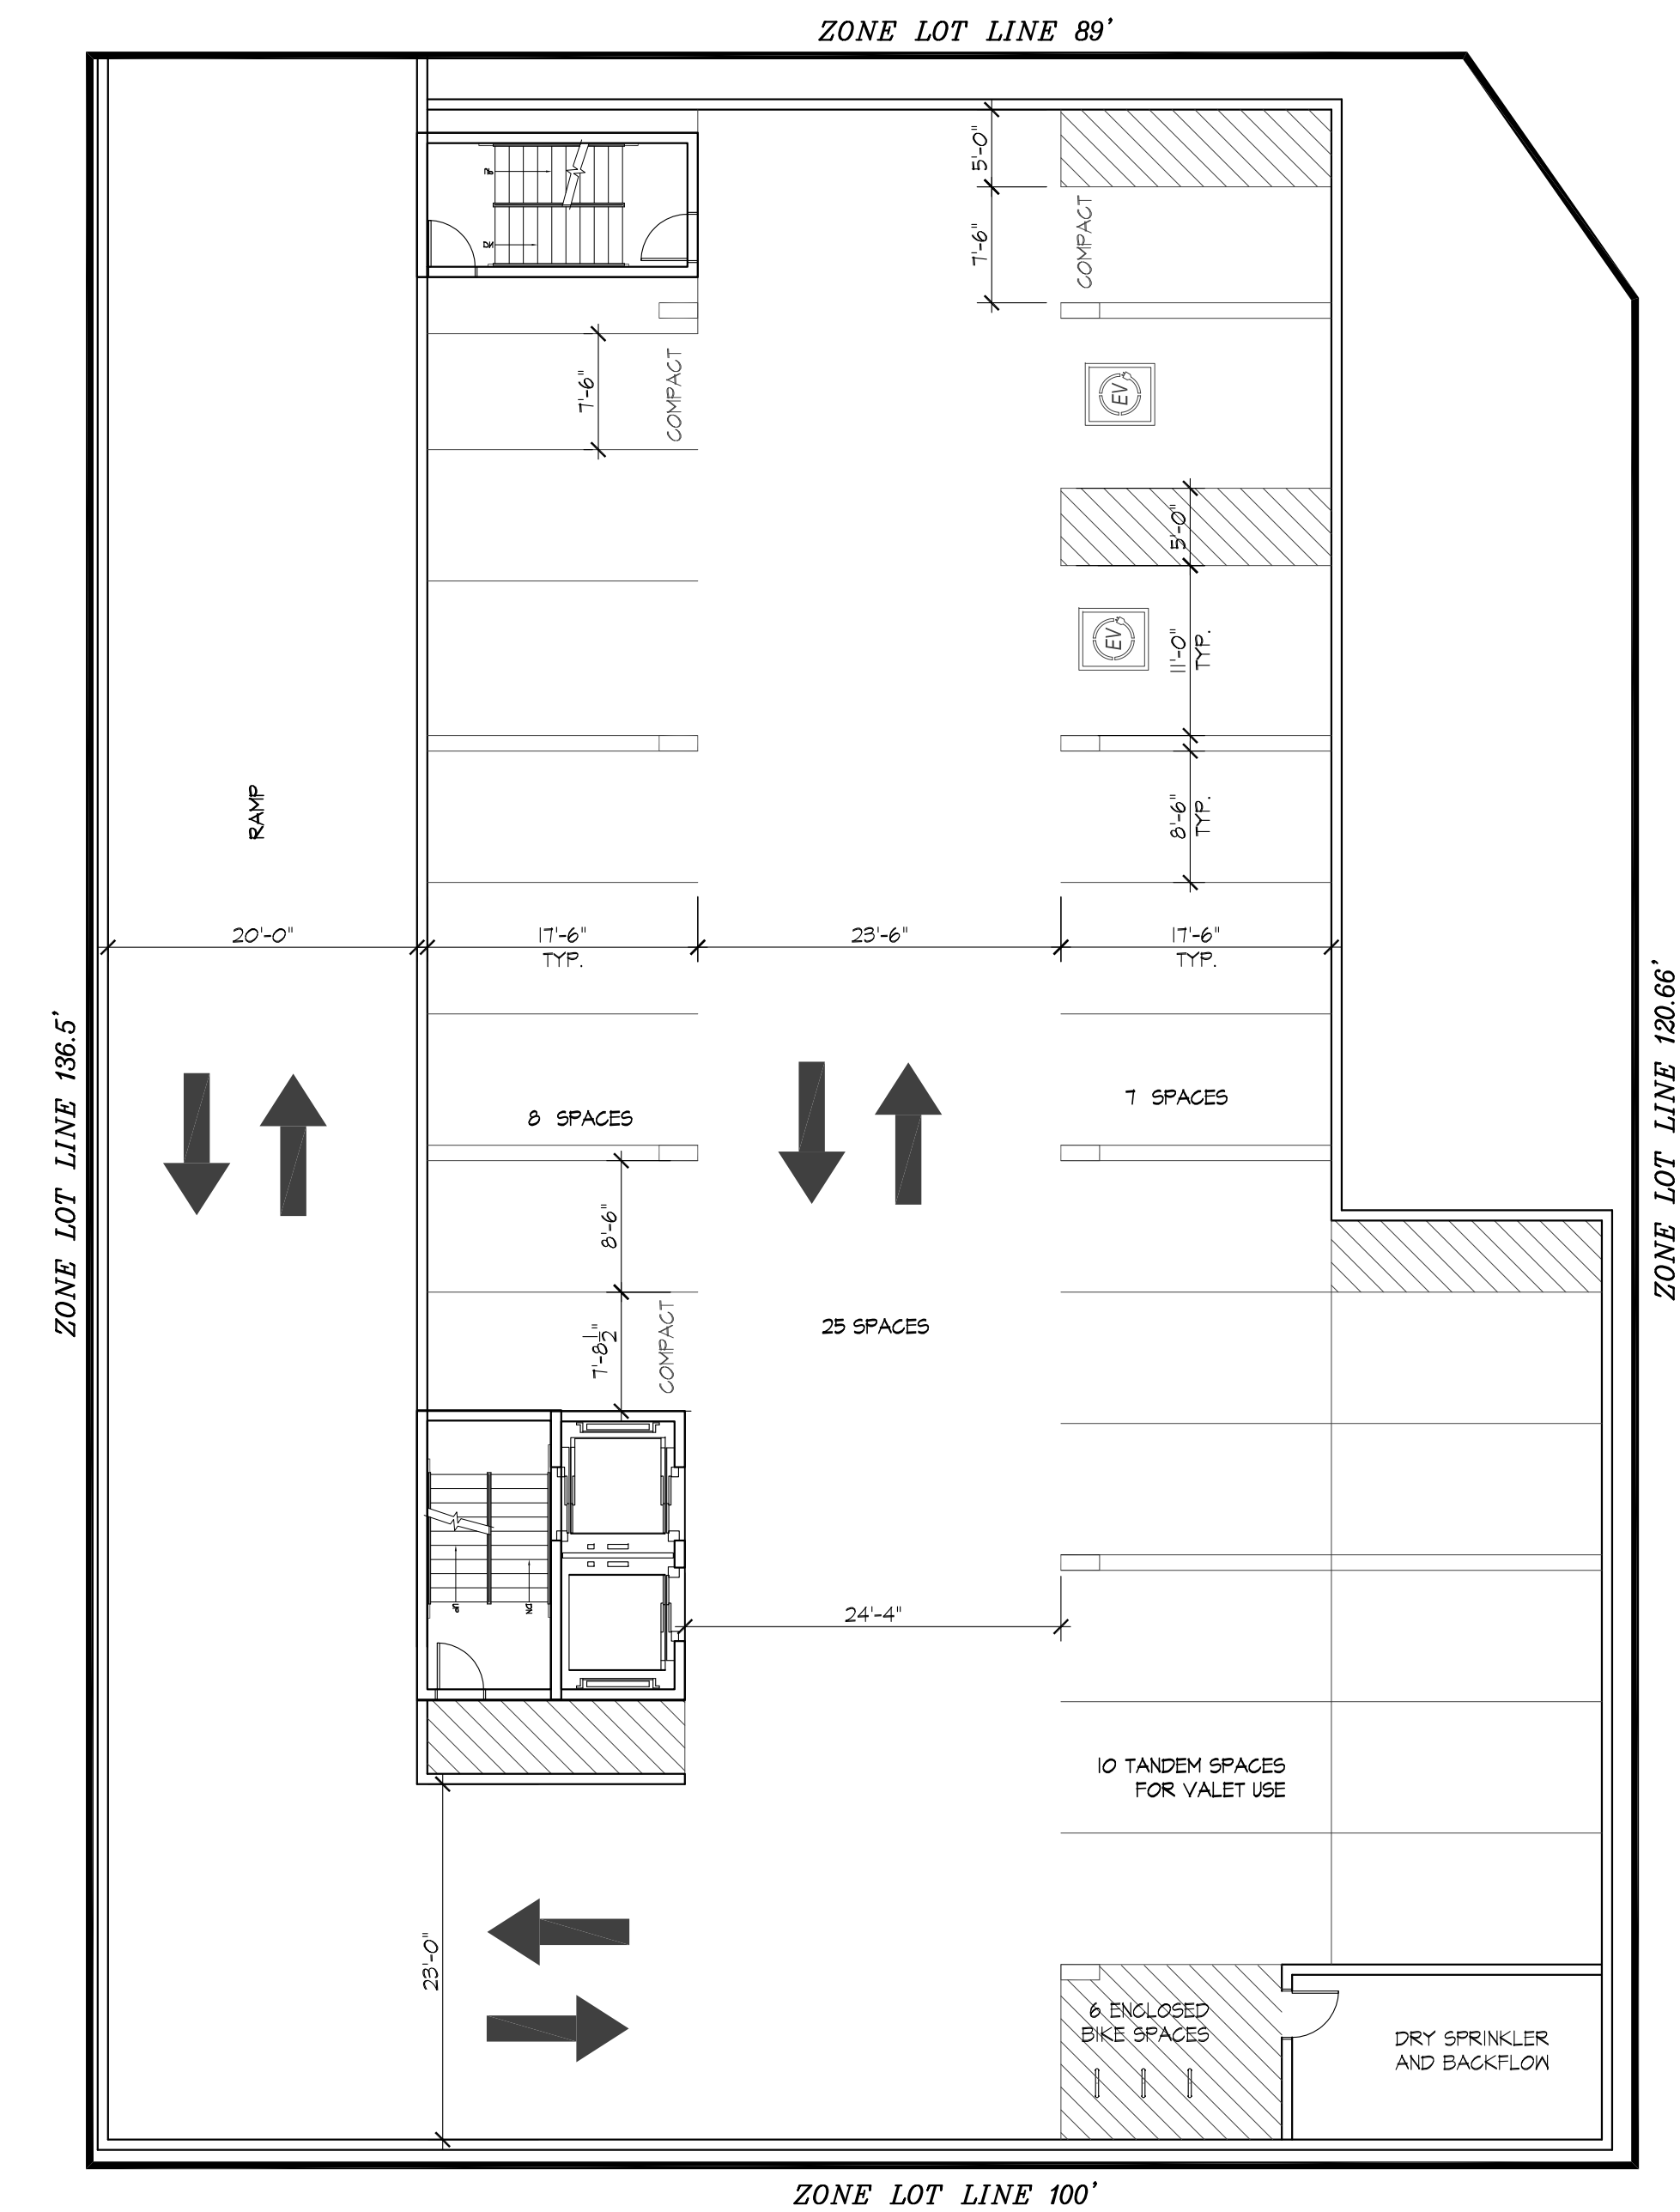 ZONE LOT LINE 89'
UP
DN
5'-0"
7'-6"
COMPACT
7'-6"
COMPACT
EV
5'-0"
EV
11'-0"
TYP.
RAMP
8'-6"
TYP.
20'-0"
17'-6"
TYP.
23'-6"
17'-6"
TYP.
ZONE LOT LINE 136.5'
ZONE LOT LINE 120.66'
8 SPACES
7 SPACES
8'-6"
25 SPACES
7'-8½"
COMPACT
UP
DN
24'-4"
10 TANDEM SPACES
FOR VALET USE
23'-0"
6 ENCLOSED
BIKE SPACES
DRY SPRINKLER
AND BACKFLOW
ZONE LOT LINE 100'